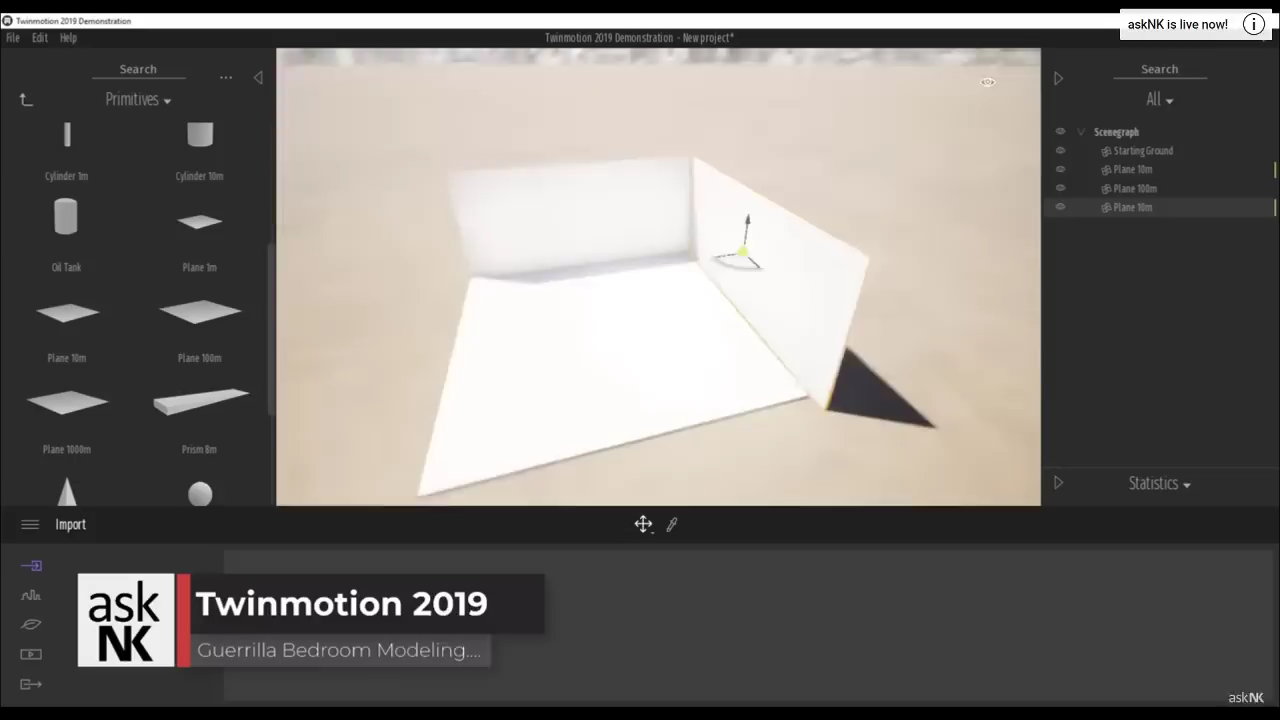 Twinmotion 2019 Demonstration
askNK is live now!
File Edit Help
Twinmotion 2019 Demonstration - New project*
Search
...
Primitives
Cylinder 1m
Cylinder 10m
Oil Tank
Plane 1m
Plane 10m
Plane 100m
Plane 1000m
Prism 8m
Search
All
Scenegraph
Starting Ground
Plane 10m
Plane 100m
Plane 10m
Statistics
Import
ask
NK
Twinmotion 2019
Guerrilla Bedroom Modeling....
askNK